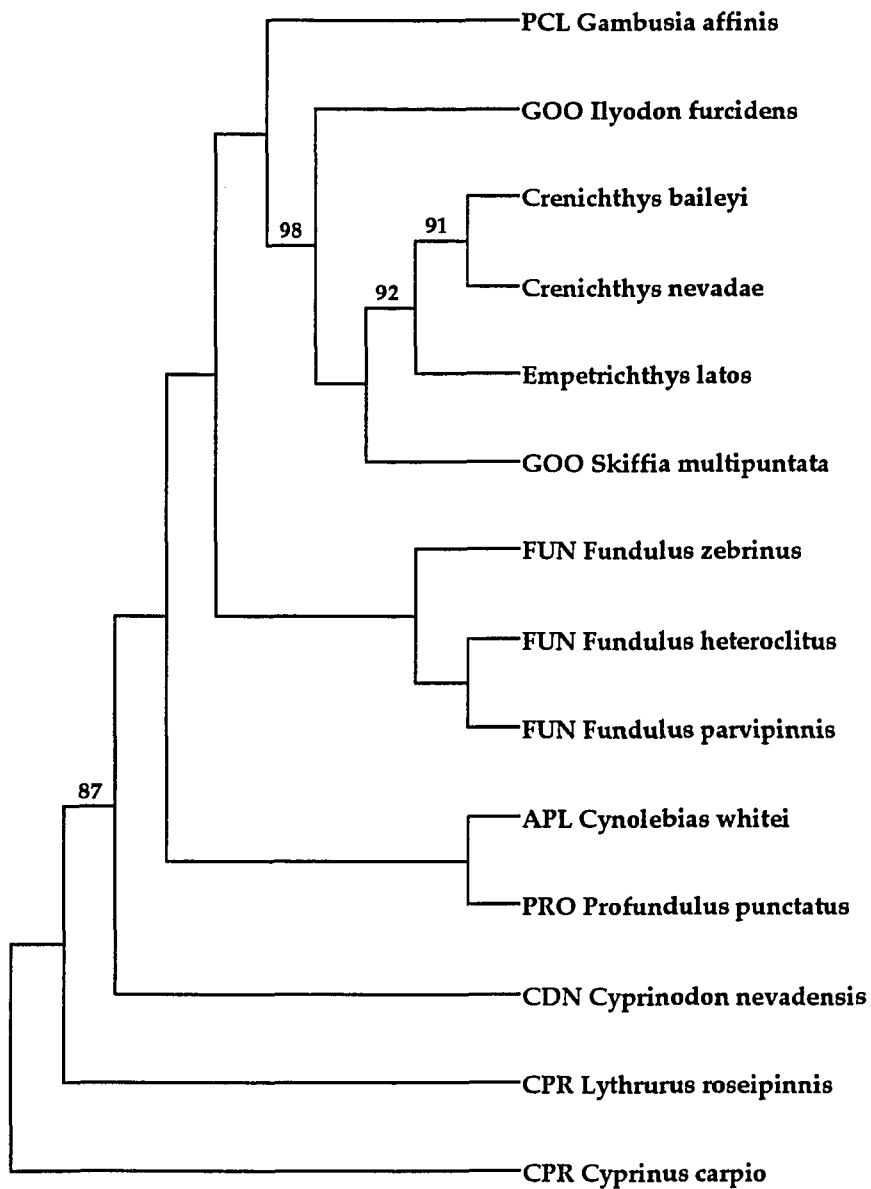 PCL Gambusia affinis
GOO Ilyodon furcidens
Crenichthys baileyi
98
91
Crenichthys nevadae
92
Empetrichthys latos
GOO Skiffia multipuntata
FUN Fundulus zebrinus
FUN Fundulus heteroclitus
FUN Fundulus parvipinnis
87
APL Cynolebias whitei
PRO Profundulus punctatus
CDN Cyprinodon nevadensis
CPR Lythrurus roseipinnis
CPR Cyprinus carpio